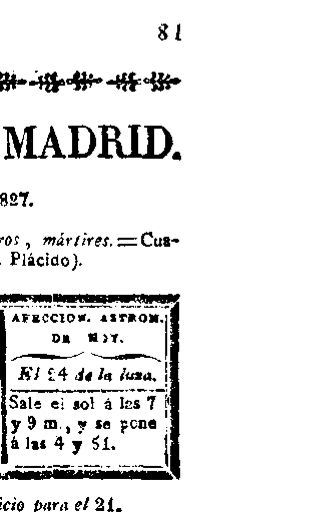 81
MADRID.
827.
ros, mártires. = Cua-
. Plácido).
AFECCION. ASTRON.
DE HOY.
El 24 de la luna.
Sale el sol á las 7
y 9 m., y se pone
á las 4 y 51.
icio para el 21.